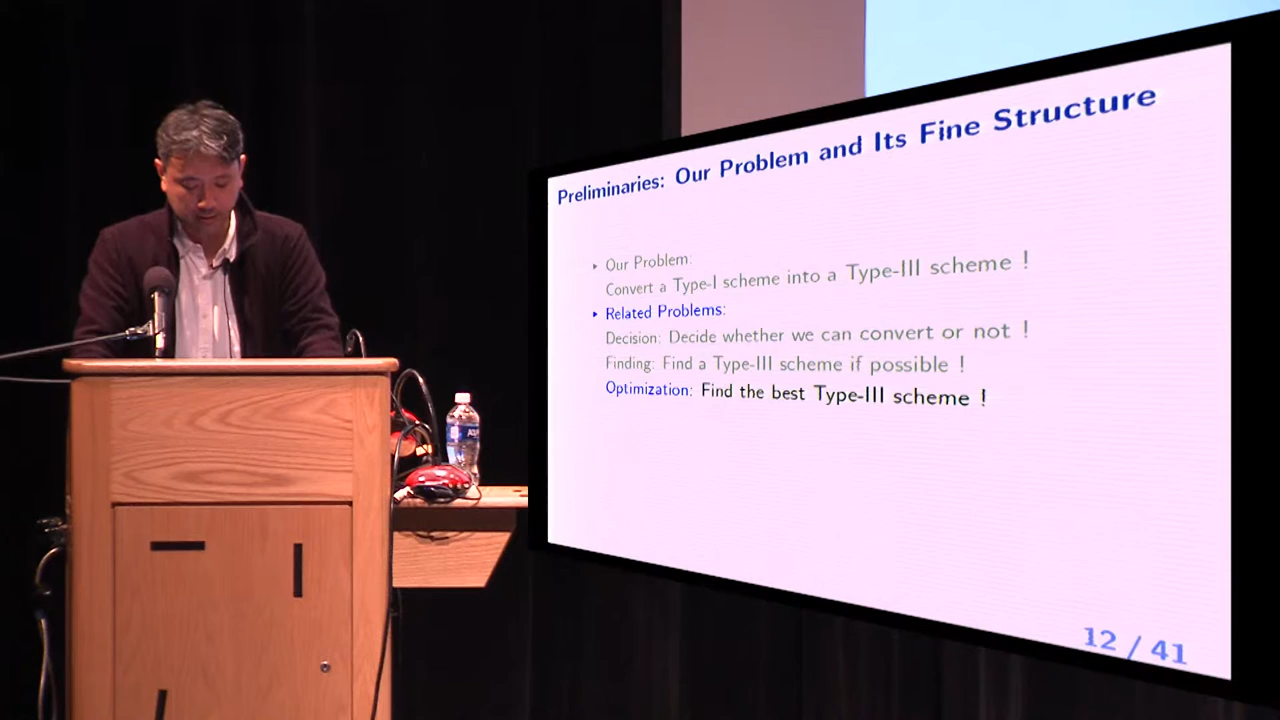 Preliminaries: Our Problem and Its Fine Structure
Our Problem:
Convert a Type-I scheme into a Type-III scheme !
Related Problems:
Decision: Decide whether we can convert or not !
Finding: Find a Type-III scheme if possible !
Optimization: Find the best Type-III scheme !
12 / 41